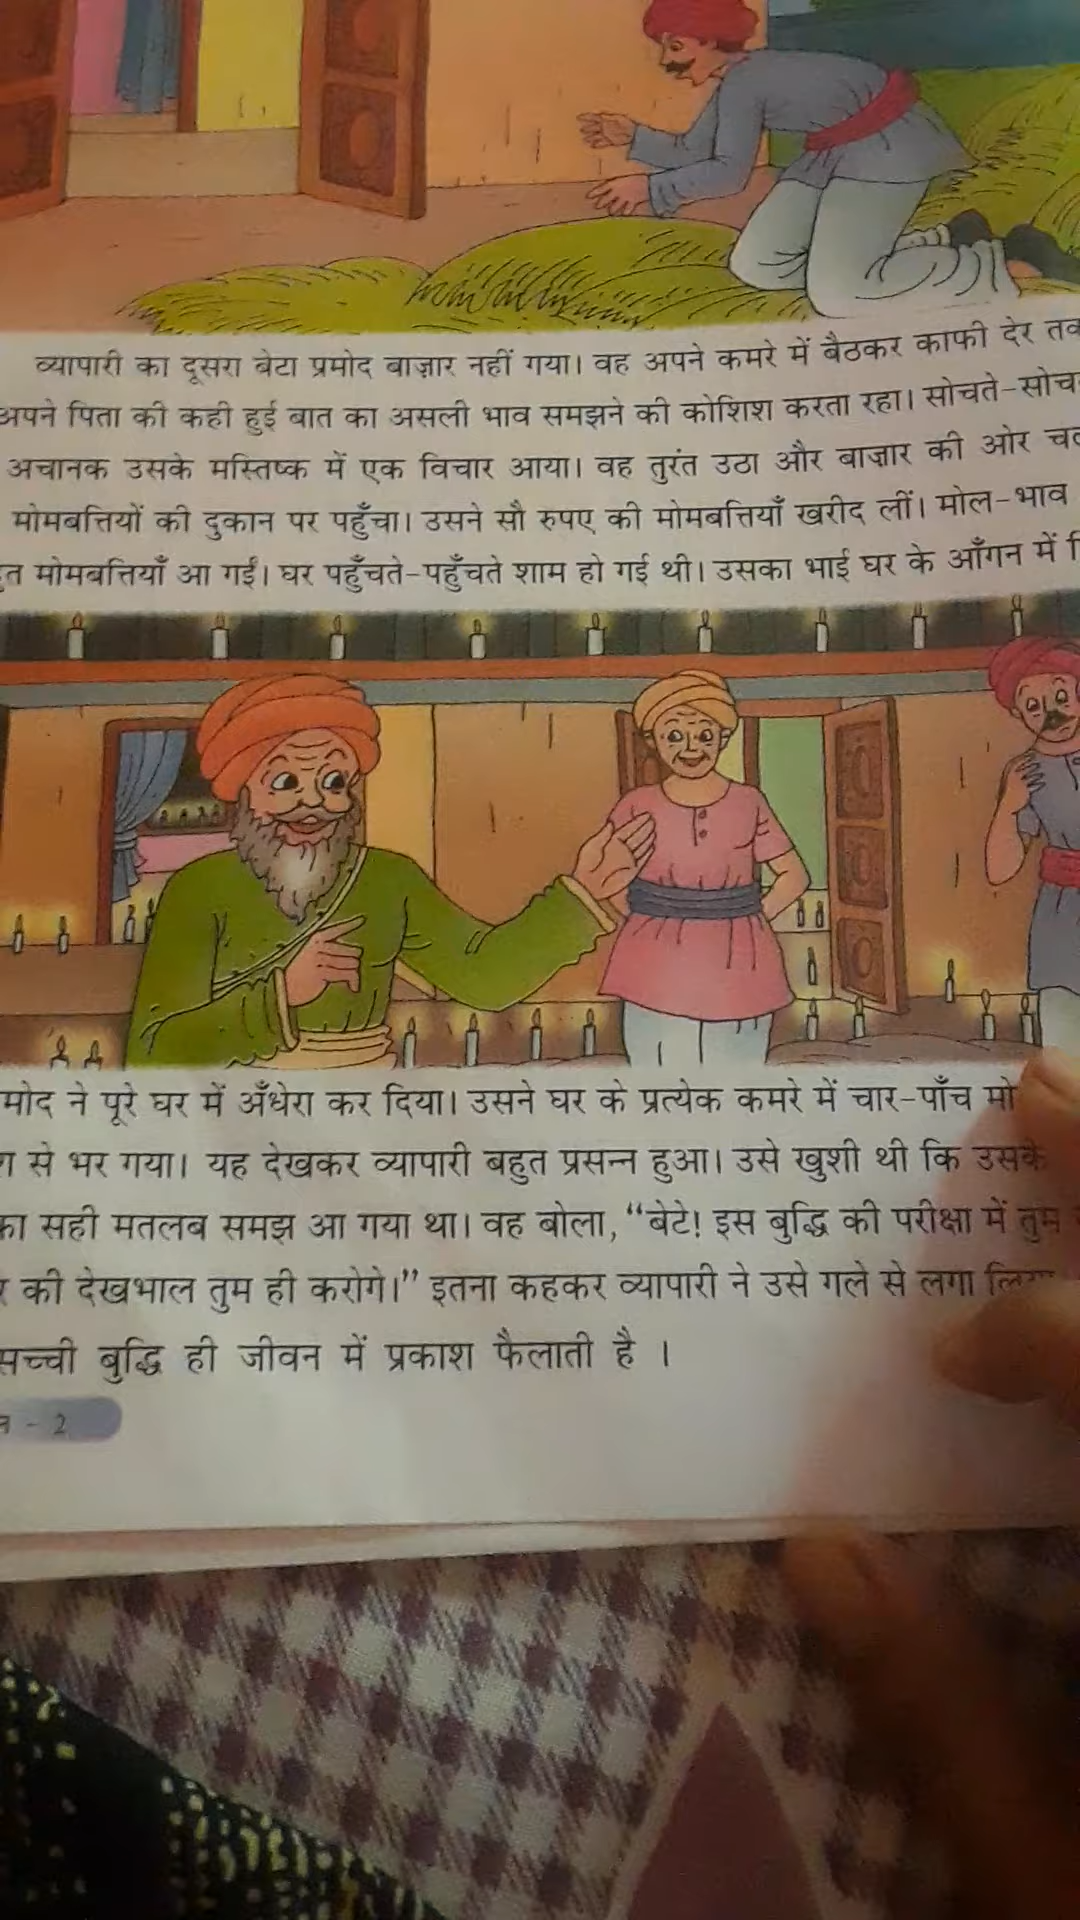 व्यापारी का दूसरा बेटा प्रमोद बाज़ार नहीं गया। वह अपने कमरे में बैठकर काफी देर
अपने पिता की कही हुई बात का असली भाव समझने की कोशिश करता रहा।
अचानक उसके मस्तिष्क में एक विचार आया। वह तुरंत उठा और बाज़ार की ओर
मोमबत्तियों की दुकान पर पहुँचा। उसने सौ रुपए की मोमबत्तियाँ खरीद लीं। मोल-भाव
मोमबत्तियाँ आ गईं। घर पहुँचते-पहुँचते शाम हो गई थी। उसका भाई घर के आँगन में
ने पूरे घर में अँधेरा कर दिया। उसने घर के प्रत्येक कमरे में चार-पाँच
से भर गया। यह देखकर व्यापारी बहुत प्रसन्न हुआ। उसे खुशी थी कि उसके
का सही मतलब समझ आ गया था। वह बोला, “बेटे! इस बुद्धि की परीक्षा में तुम
की देखभाल तुम ही करोगे।” इतना कहकर व्यापारी ने उसे गले से लगा
सच्ची बुद्धि ही जीवन में प्रकाश फैलाती है ।
- 2